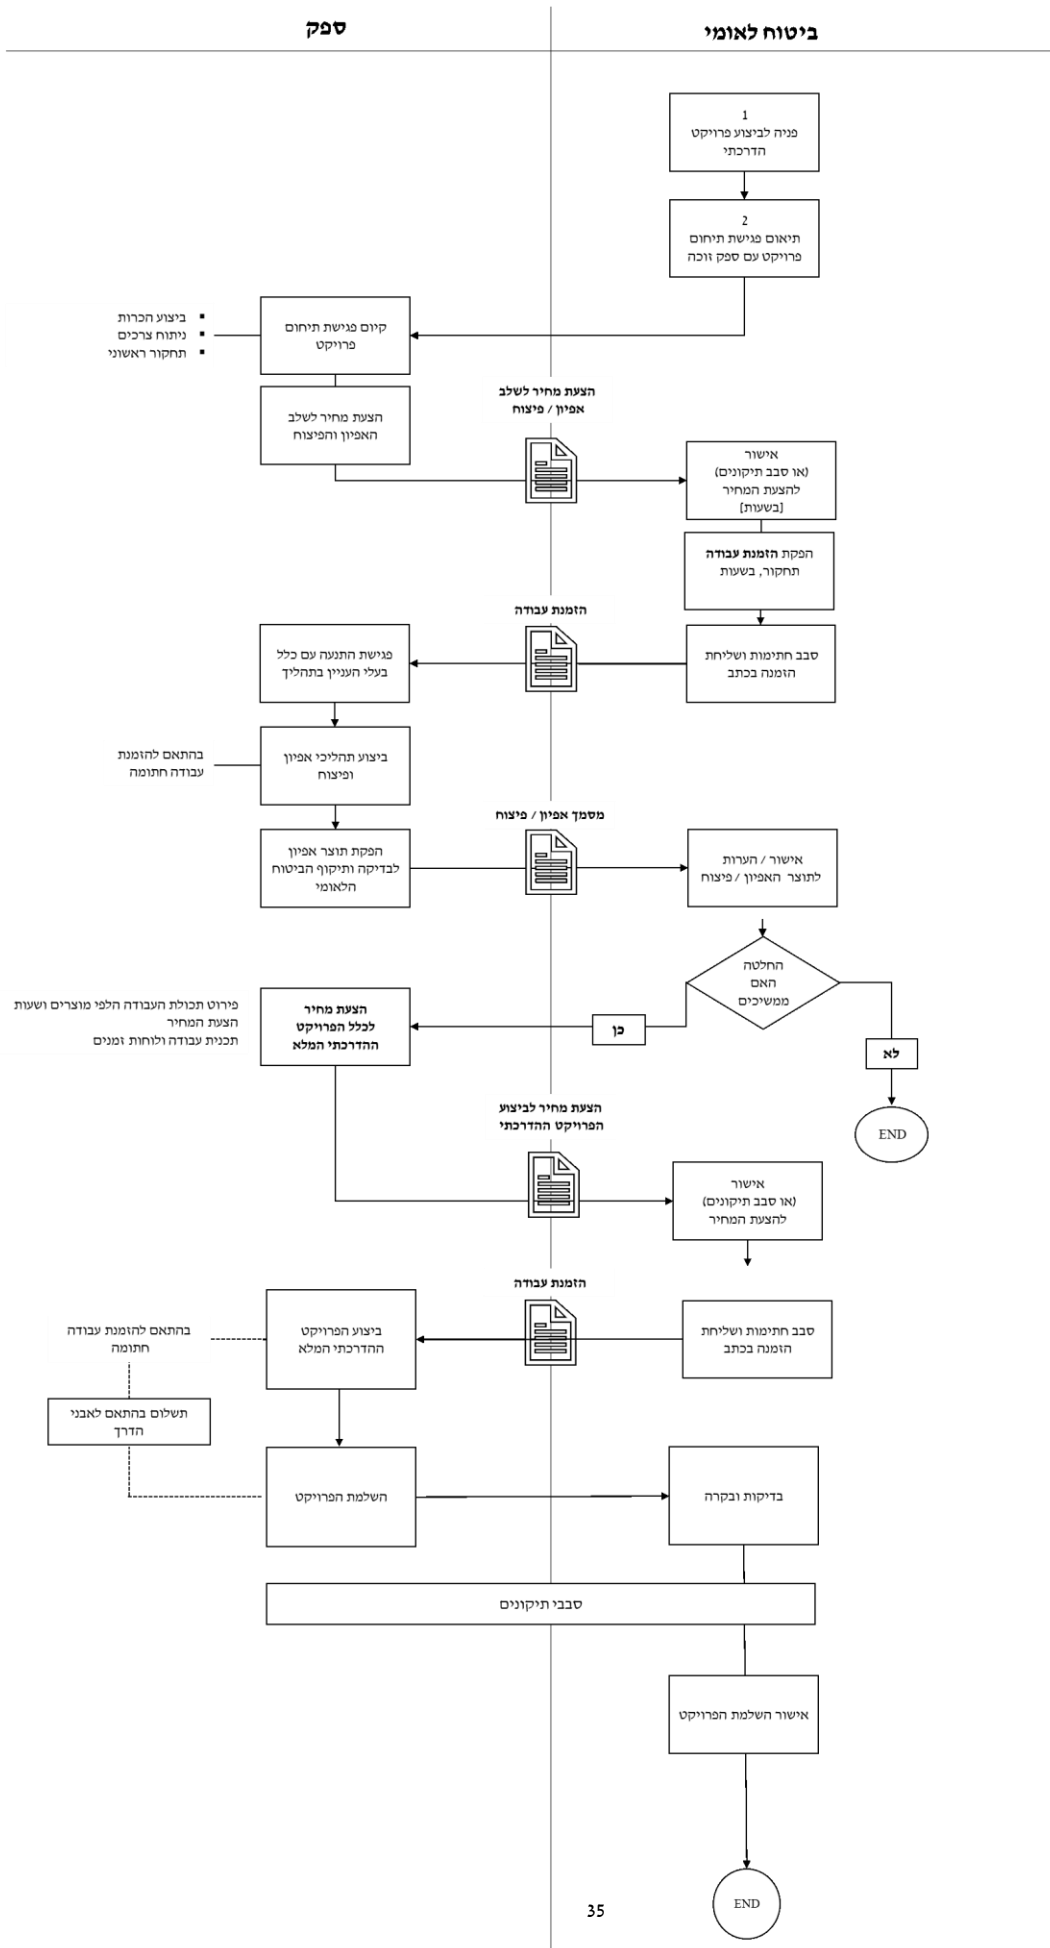 ביטוח לאומי
ספק
1
פניה לביצוע פרויקט
הדרכתי
2
תיאום פגישת תיחום
פרויקט עם ספק זוכה
קיום פגישת תיחום
פרויקט
▪ ביצוע הכרות
▪ ניתוח צרכים
▪ תחקור ראשוני
הצעת מחיר לשלב
האפיון והפיצוח
הצעת מחיר לשלב
אפיון / פיצוח
אישור
(או סבב תיקונים)
להצעת המחיר
[בשעות]
הפקת הזמנת עבודה
תחקור, בשעות
סבב חתימות ושליחת
הזמנה בכתב
הזמנת עבודה
פגישת התנעה עם כלל
בעלי העניין בתהליך
ביצוע תהליכי אפיון
ופיצוח
בהתאם להזמנת
עבודה חתומה
הפקת תוצר אפיון
לבדיקה ותיקוף הביטוח
הלאומי
מסמך אפיון / פיצוח
אישור / הערות
לתוצר האפיון / פיצוח
החלטה
האם
ממשיכים
כן
לא
END
הצעת מחיר
לכלל הפרויקט
ההדרכתי המלא
פירוט תכולת העבודה הלפי מוצרים ושעות
הצעת המחיר
תכנית עבודה ולוחות זמנים
הצעת מחיר לביצוע
הפרויקט ההדרכתי
אישור
(או סבב תיקונים)
להצעת המחיר
סבב חתימות ושליחת
הזמנה בכתב
הזמנת עבודה
ביצוע הפרויקט
ההדרכתי המלא
בהתאם להזמנת עבודה
חתומה
תשלום בהתאם לאבני
הדרך
השלמת הפרויקט
בדיקות ובקרה
סבבי תיקונים
אישור השלמת הפרויקט
END
35